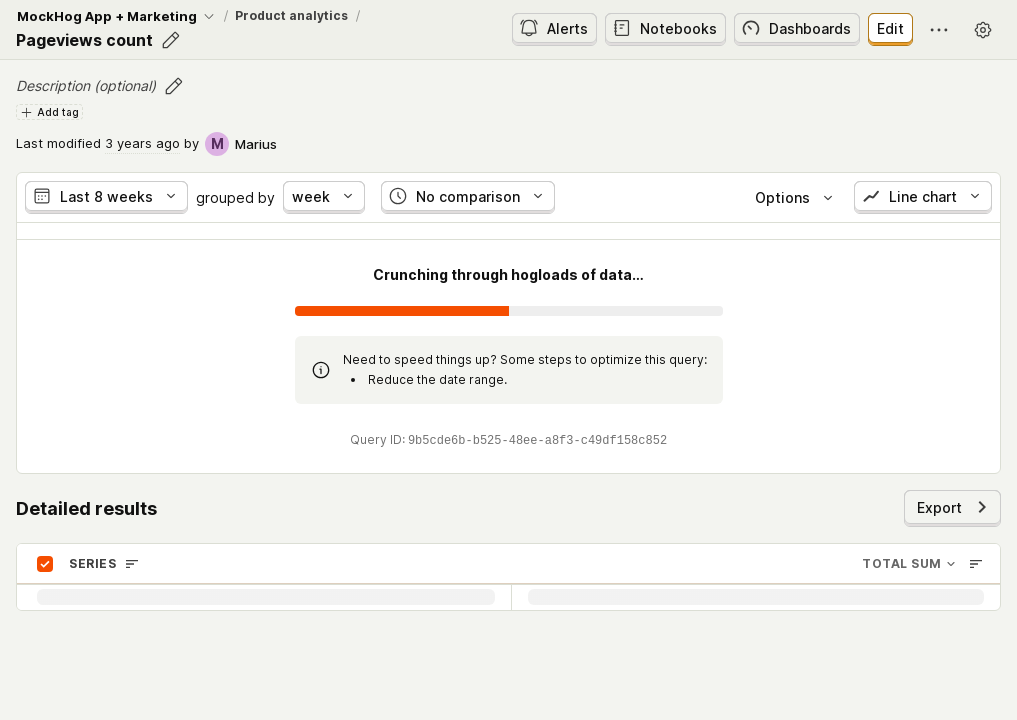 MockHog App + Marketing / Product analytics /
Pageviews count
Alerts
Notebooks
Dashboards
Edit
Description (optional)
Add tag
Last modified 3 years ago by M Marius
Last 8 weeks grouped by week No comparison Options Line chart
Crunching through hogloads of data...
Need to speed things up? Some steps to optimize this query:
• Reduce the date range.
Query ID: 9b5cde6b-b525-48ee-a8f3-c49df158c852
Detailed results
Export
SERIES TOTAL SUM